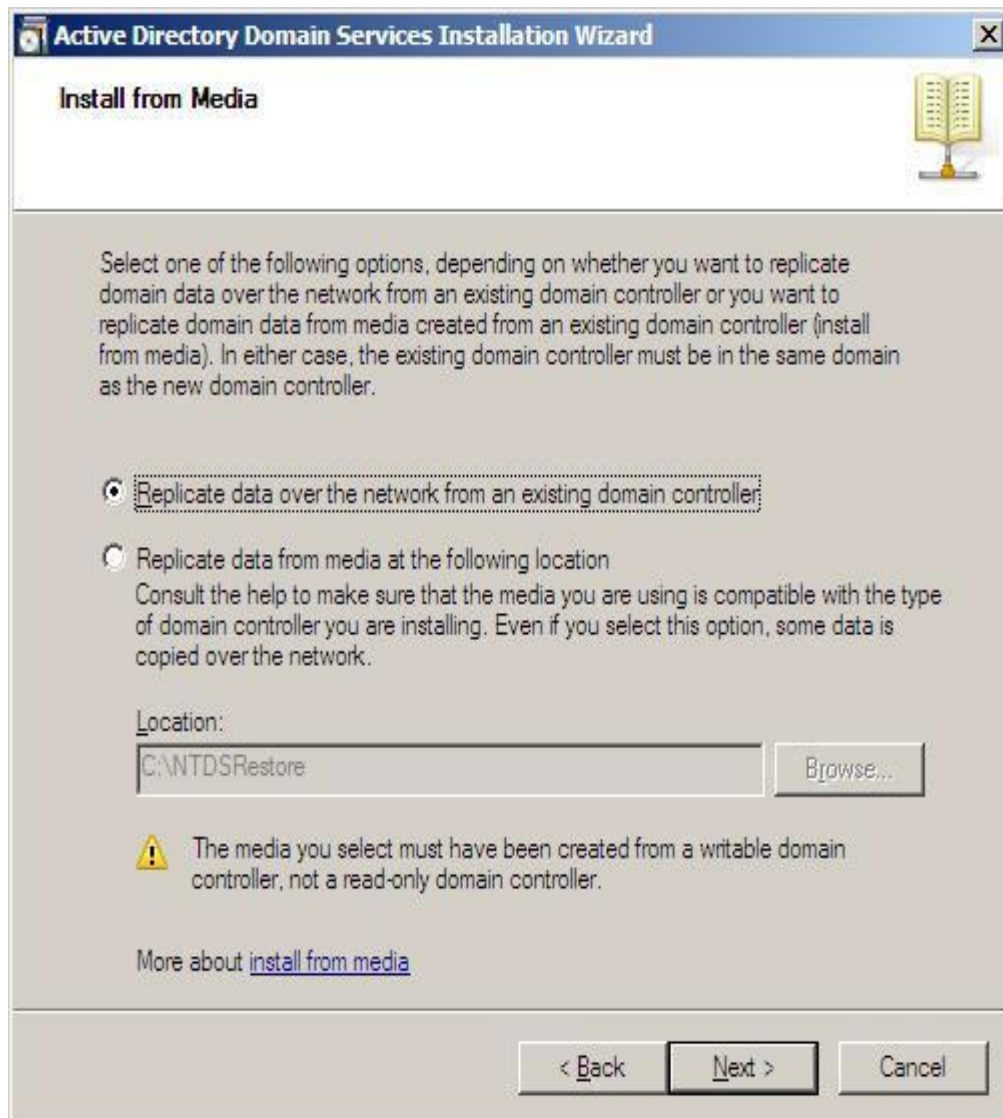 Active Directory Domain Services Installation Wizard
Install from Media
Select one of the following options, depending on whether you want to replicate
domain data over the network from an existing domain controller or you want to
replicate domain data from media created from an existing domain controller (install
from media). In either case, the existing domain controller must be in the same domain
as the new domain controller.
Replicate data over the network from an existing domain controller
Replicate data from media at the following location
Consult the help to make sure that the media you are using is compatible with the type
of domain controller you are installing. Even if you select this option, some data is
copied over the network.
Location:
C:\NTDSRestore
Browse...
The media you select must have been created from a writable domain
controller, not a read-only domain controller.
More about install from media
< Back
Next >
Cancel